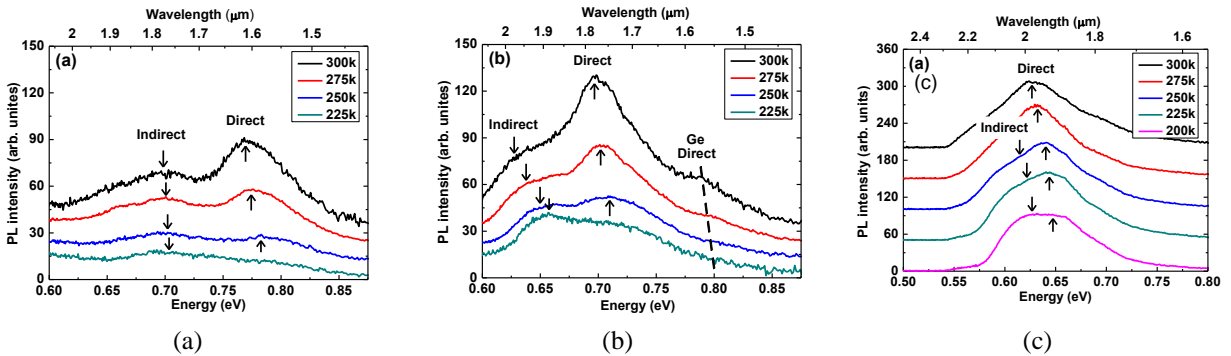 Wavelength (μm)
2 1.9 1.8 1.7 1.6 1.5
150
120
90
60
30
0
PL intensity (arb. unites)
(a)
300k
275k
250k
225k
Indirect
Direct
0.60 0.65 0.70 0.75 0.80 0.85
Energy (eV)
(a)
Wavelength (μm)
2 1.9 1.8 1.7 1.6 1.5
150
120
90
60
30
0
PL intensity (arb. unites)
(b)
300k
275k
250k
225k
Direct
Indirect
Ge
Direct
0.60 0.65 0.70 0.75 0.80 0.85
Energy (eV)
(b)
Wavelength (μm)
2.4 2.2 2 1.8 1.6
360
300
240
180
120
60
0
PL intensity (arb. units)
(a)
(c)
300k
275k
250k
225k
200k
Direct
Indirect
0.50 0.55 0.60 0.65 0.70 0.75 0.80
Energy (eV)
(c)